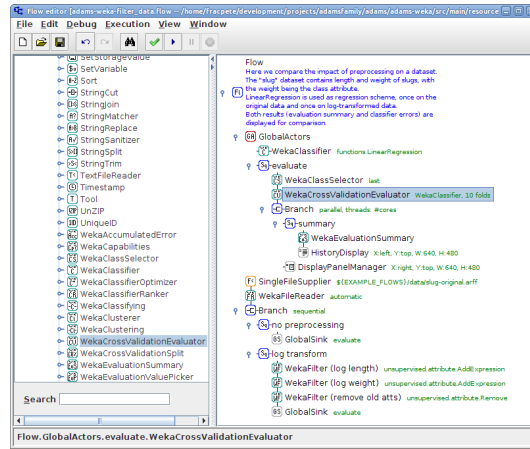 Flow editor [adams-weka-filter_data.flow -- /home/fracpete/development/projects/adamsfamily/adams/adams-weka/src/main/resource
File Edit Debug Execution View Window
SetStorageValue
SetVariable
Sort
StringCut
StringJoin
StringMatcher
StringReplace
StringSanitizer
StringSplit
StringTrim
TextFileReader
Timestamp
Tool
UnZIP
UniqueID
WekaAccumulatedError
WekaCapabilities
WekaClassSelector
WekaClassifier
WekaClassifierOptimizer
WekaClassifierRanker
WekaClassifying
WekaClusterer
WekaClustering
WekaCrossValidationEvaluator
WekaCrossValidationSplit
WekaEvaluationSummary
WekaEvaluationValuePicker
Search
Flow
Here we compare the impact of preprocessing on a dataset.
The "slug" dataset contains length and weight of slugs, with
the weight being the class attribute.
LinearRegression is used as regression scheme, once on the
original data and once on log-transformed data.
Both results (evaluation summary and classifier errors) are
displayed for comparison.
GlobalActors
WekaClassifier functions.LinearRegression
evaluate
WekaClassSelector last
WekaCrossValidationEvaluator WekaClassifier, 10 folds
Branch parallel, threads: #cores
summary
WekaEvaluationSummary
HistoryDisplay X:left, Y:top, W:640, H:480
DisplayPanelManager X:right, Y:top, W:640, H:480
SingleFileSupplier ${EXAMPLE_FLOWS}/data/slug-original.arff
WekaFileReader automatic
Branch sequential
no preprocessing
GlobalSink evaluate
log transform
WekaFilter (log length) unsupervised.attribute.AddExpression
WekaFilter (log weight) unsupervised.attribute.AddExpression
WekaFilter (remove old atts) unsupervised.attribute.Remove
GlobalSink evaluate
Flow.GlobalActors.evaluate.WekaCrossValidationEvaluator